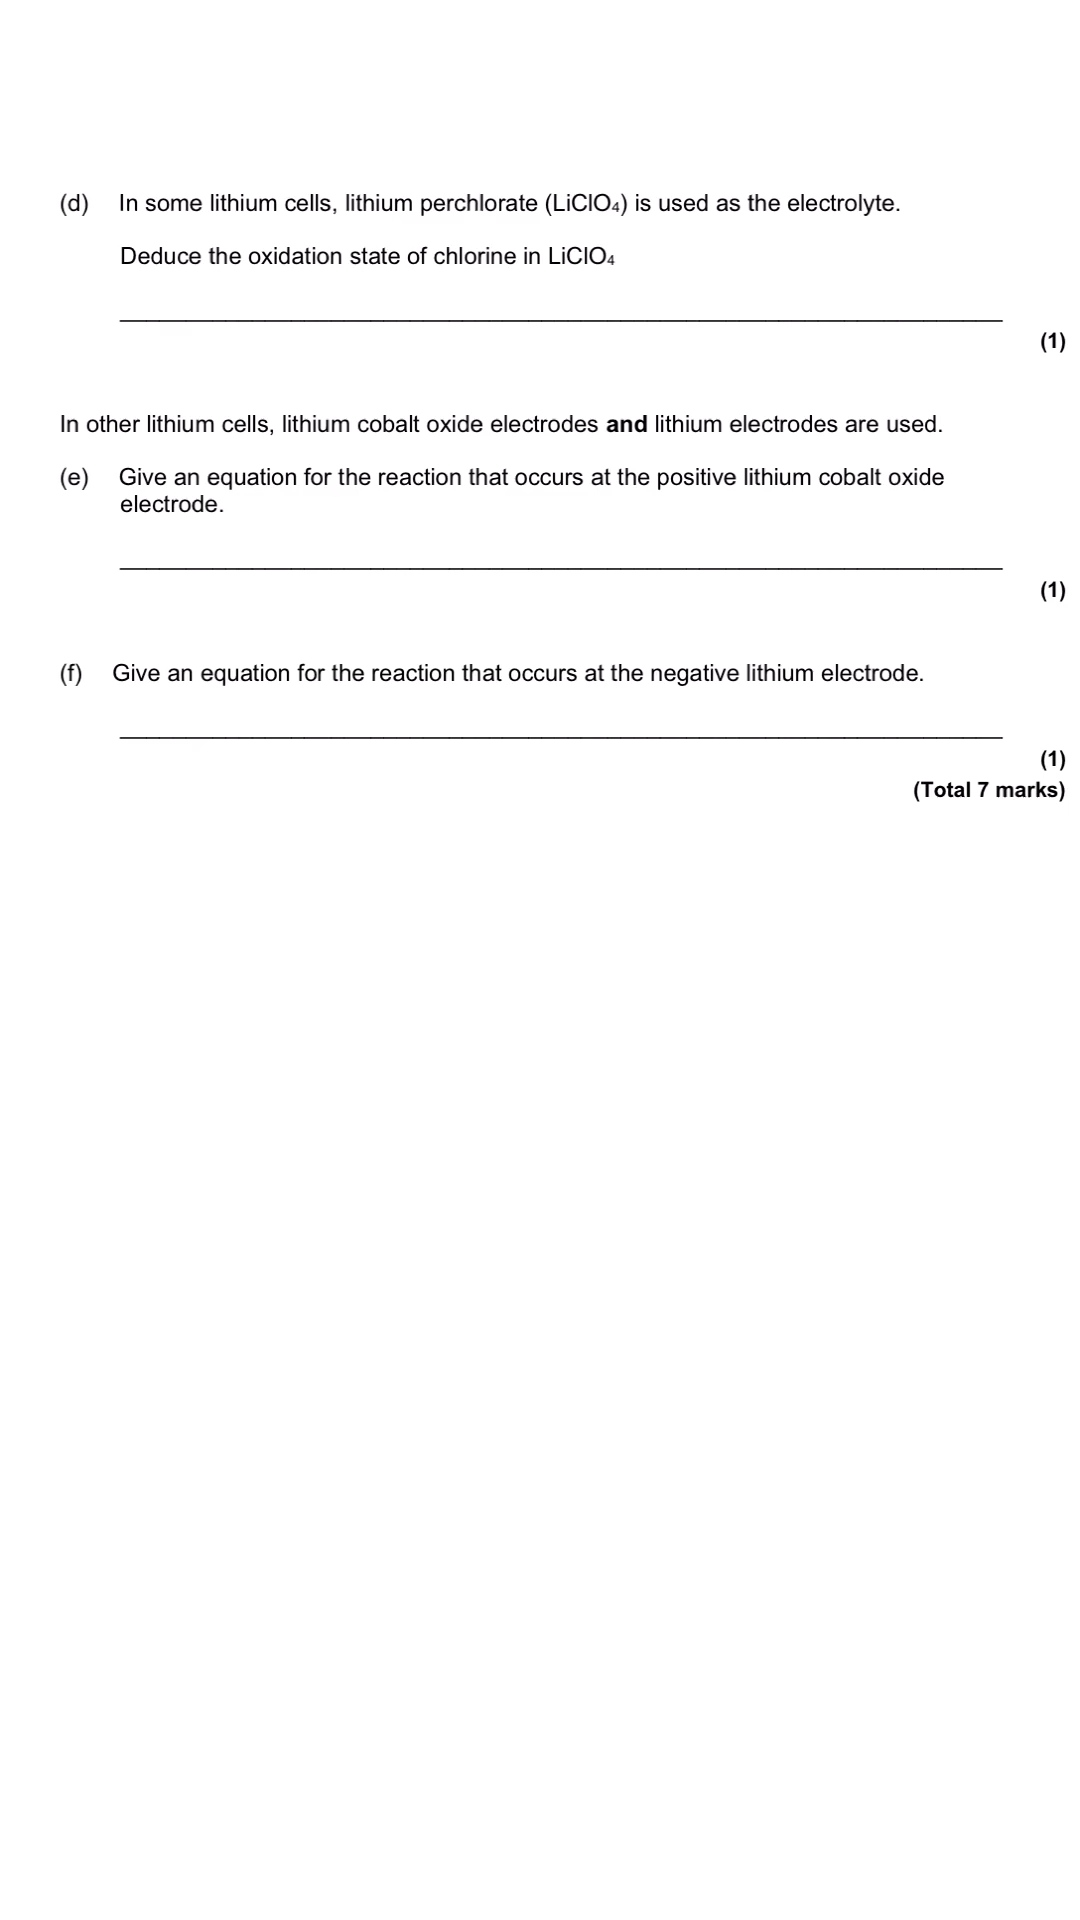 (d) In some lithium cells, lithium perchlorate (LiClO₄) is used as the electrolyte.
Deduce the oxidation state of chlorine in LiClO₄
(1)
In other lithium cells, lithium cobalt oxide electrodes and lithium electrodes are used.
(e) Give an equation for the reaction that occurs at the positive lithium cobalt oxide
electrode.
(1)
(f) Give an equation for the reaction that occurs at the negative lithium electrode.
(1)
(Total 7 marks)